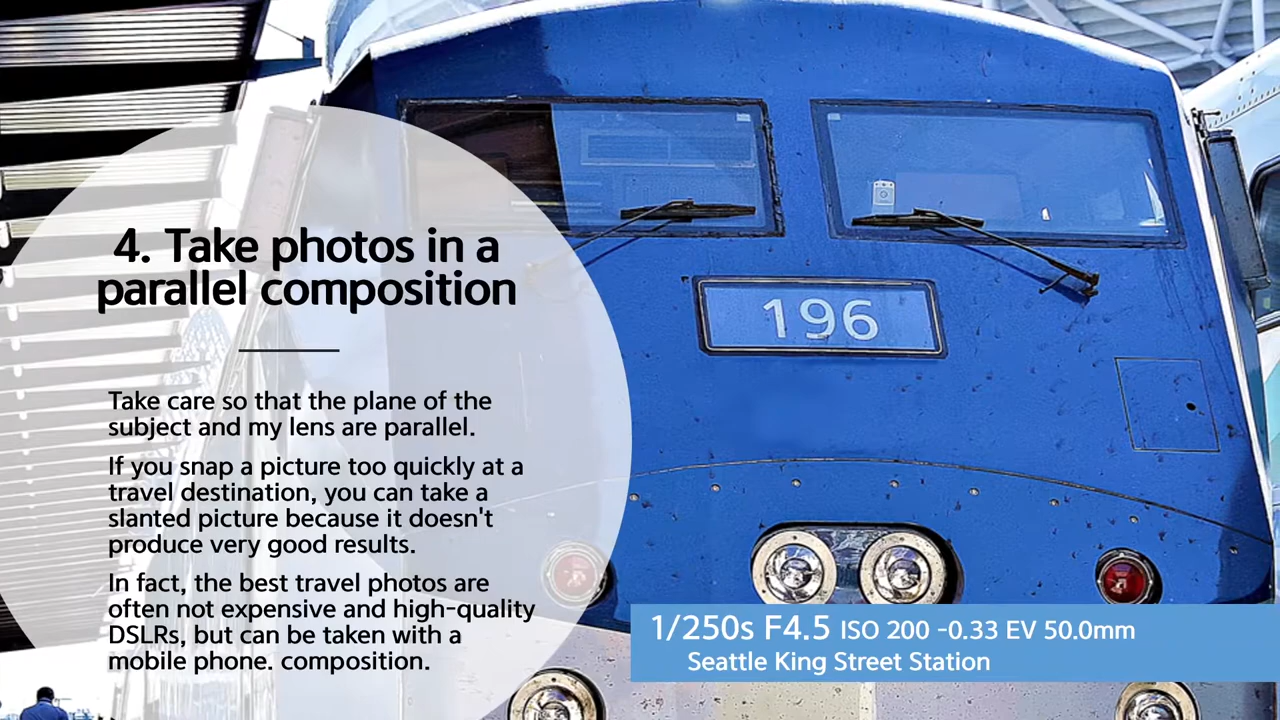 4. Take photos in a
parallel composition
Take care so that the plane of the
subject and my lens are parallel.
If you snap a picture too quickly at a
travel destination, you can take a
slanted picture because it doesn't
produce very good results.
In fact, the best travel photos are
often not expensive and high-quality
DSLRs, but can be taken with a
mobile phone. composition.
196
1/250s F4.5 ISO 200 -0.33 EV 50.0mm
Seattle King Street Station